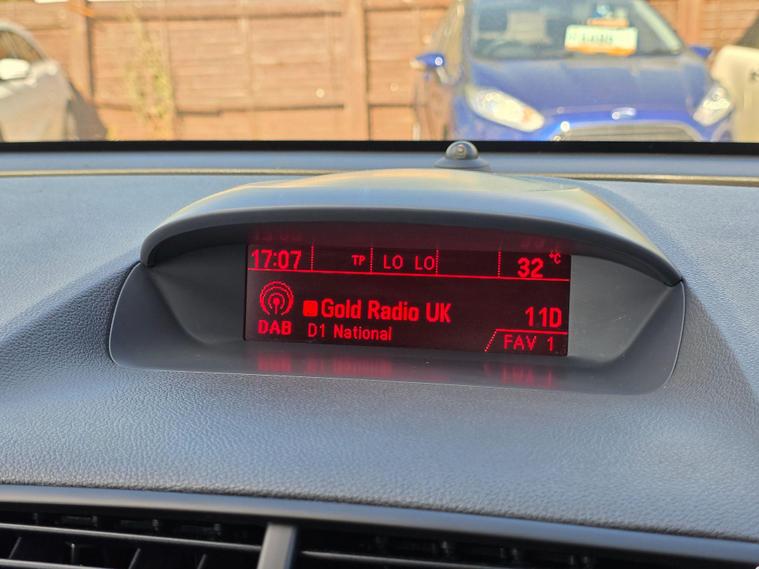 17:07 TP LO LO 32 °C
Gold Radio UK 11D
DAB D1 National FAV 1